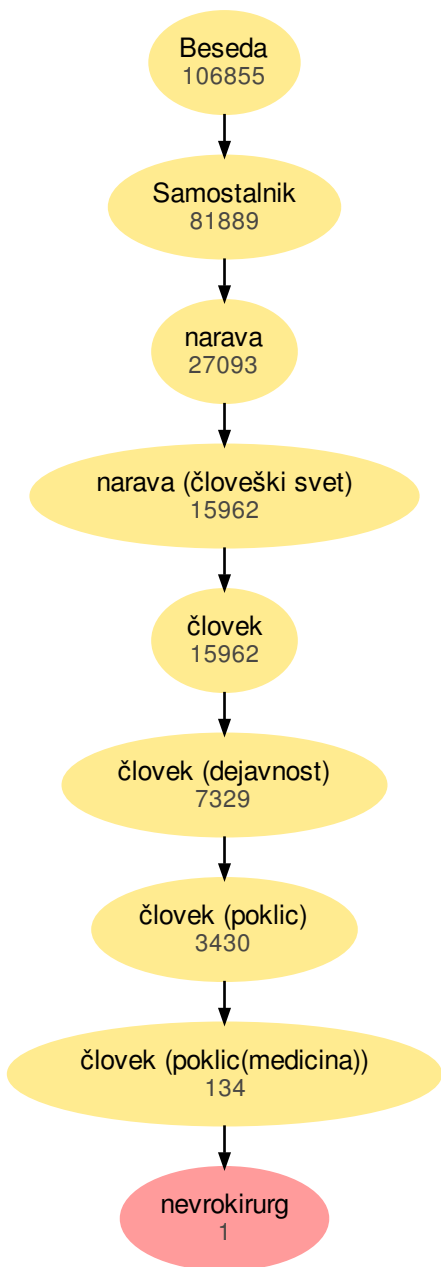 Beseda
106855
Samostalnik
81889
narava
27093
narava (človeški svet)
15962
človek
15962
človek (dejavnost)
7329
človek (poklic)
3430
človek (poklic(medicina))
134
nevrokirurg
1